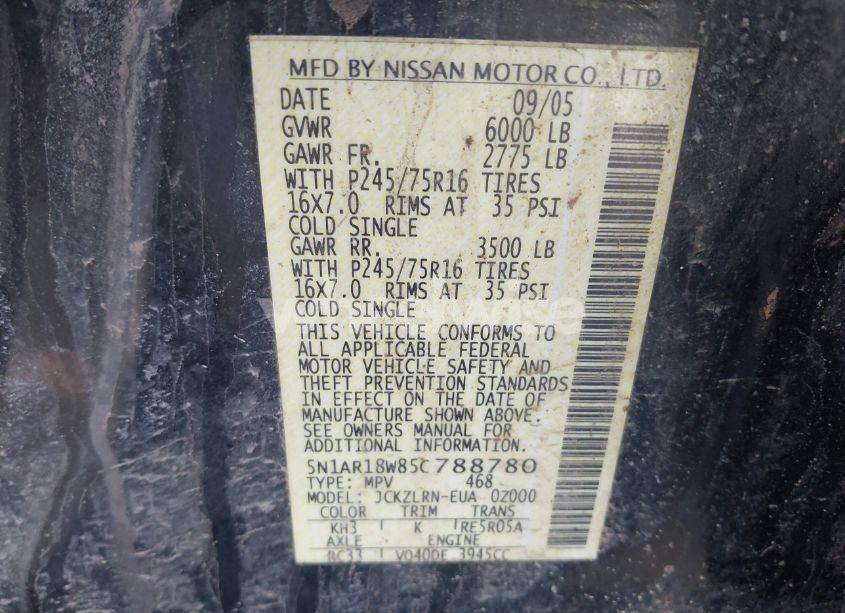 MFD BY NISSAN MOTOR CO., LTD.
DATE 09/05
GVWR 6000 LB
GAWR FR. 2775 LB
WITH P245/75R16 TIRES
16X7.0 RIMS AT 35 PSI
COLD SINGLE
GAWR RR. 3500 LB
WITH P245/75R16 TIRES
16X7.0 RIMS AT 35 PSI
COLD SINGLE
THIS VEHICLE CONFORMS TO
ALL APPLICABLE FEDERAL
MOTOR VEHICLE SAFETY AND
THEFT PREVENTION STANDARDS
IN EFFECT ON THE DATE OF
MANUFACTURE SHOWN ABOVE.
SEE OWNERS MANUAL FOR
ADDITIONAL INFORMATION.
5N1AR18W85C788780
TYPE: MPV 468
MODEL: JCKZLRN-EUA 0Z000
COLOR TRIM TRANS
KH3 K RE5R05A
AXLE ENGINE
RC33 VQ40DE 3945CC